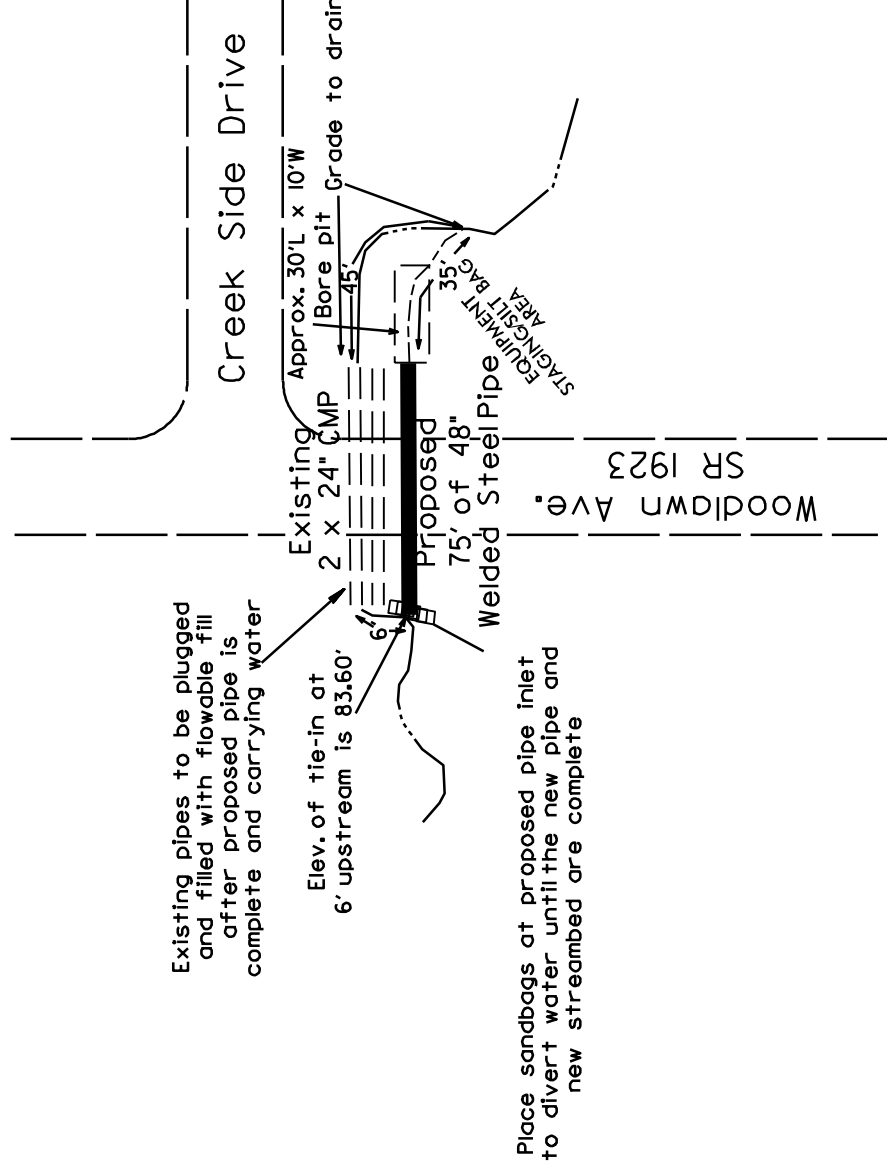 Creek Side Drive
Approx. 30'L x 10'W
Bore pit
Grade to drain
45'
35'
EQUIPMENT
STAGING/SILT BAG
AREA
Existing
2 x 24" CMP
Proposed
75' of 48"
Welded Steel Pipe
Woodlawn Ave.
SR 1923
Existing pipes to be plugged
and filled with flowable fill
after proposed pipe is
complete and carrying water
6'
Elev. of tie-in at
6' upstream is 83.60'
Place sandbags at proposed pipe inlet
to divert water until the new pipe and
new streambed are complete